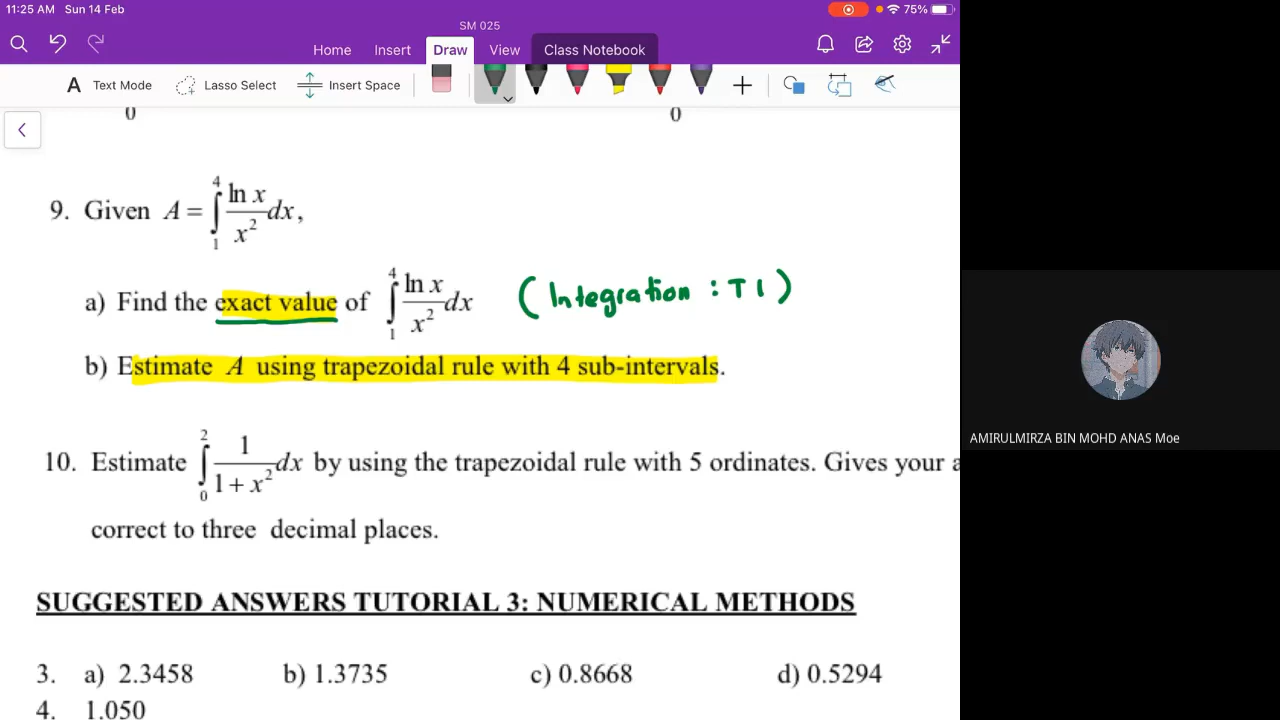 11:25 AM Sun 14 Feb 75%
SM 025
Home Insert Draw View Class Notebook
A Text Mode Lasso Select Insert Space
0 0
9. Given A = ∫₁⁴ ln x / x² dx,
a) Find the exact value of ∫₁⁴ ln x / x² dx (Integration : T1)
b) Estimate A using trapezoidal rule with 4 sub-intervals.
10. Estimate ∫₀² 1 / (1 + x²) dx by using the trapezoidal rule with 5 ordinates. Gives your a
correct to three decimal places.
SUGGESTED ANSWERS TUTORIAL 3: NUMERICAL METHODS
3. a) 2.3458 b) 1.3735 c) 0.8668 d) 0.5294
4. 1.050
AMIRULMIRZA BIN MOHD ANAS Moe